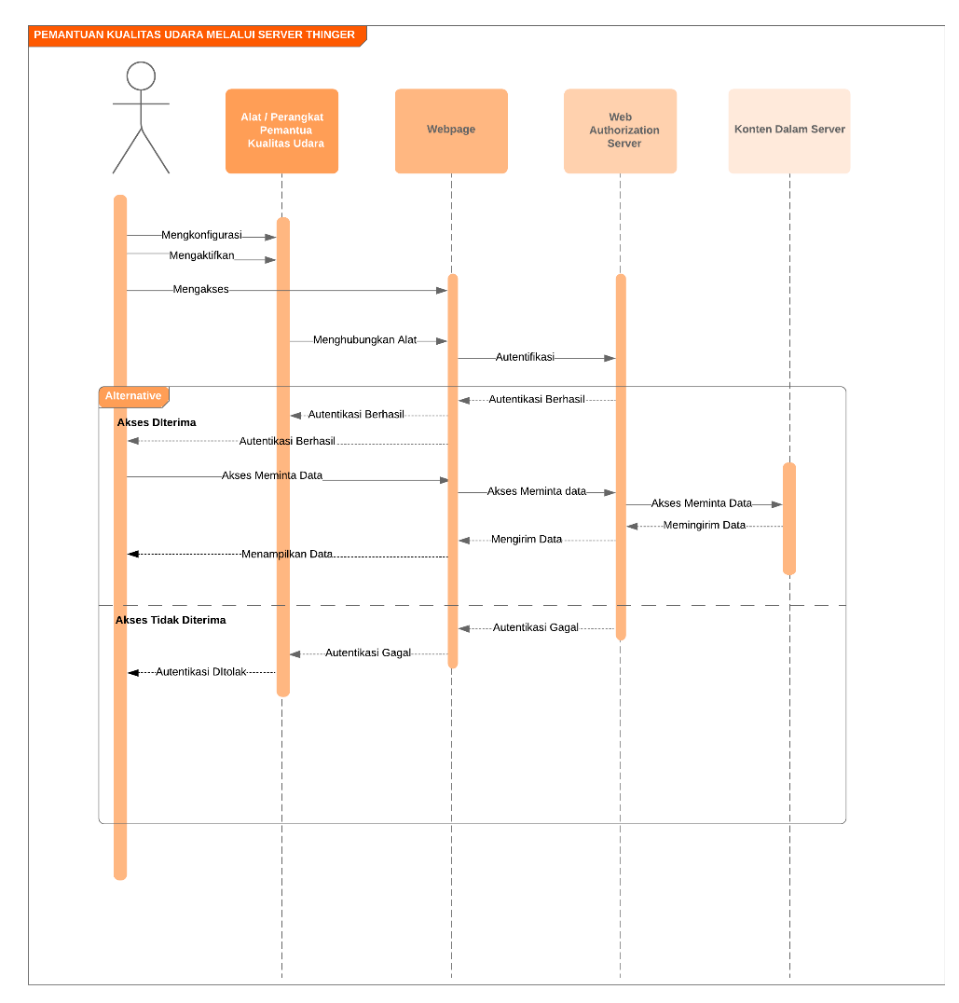 PEMANTUAN KUALITAS UDARA MELALUI SERVER THINGER
Alat / Perangkat
Pemantua
Kualitas Udara
Webpage
Web
Authorization
Server
Konten Dalam Server
Mengkonfigurasi
Mengaktifkan
Mengakses
Menghubungkan Alat
Autentifikasi
Alternative
Autentikasi Berhasil
Autentikasi Berhasil
Akses DIterima
Autentikasi Berhasil
Akses Meminta Data
Akses Meminta data
Akses Meminta Data
Memingirim Data
Mengirim Data
Menampilkan Data
Akses Tidak Diterima
Autentikasi Gagal
Autentikasi Gagal
Autentikasi DItolak